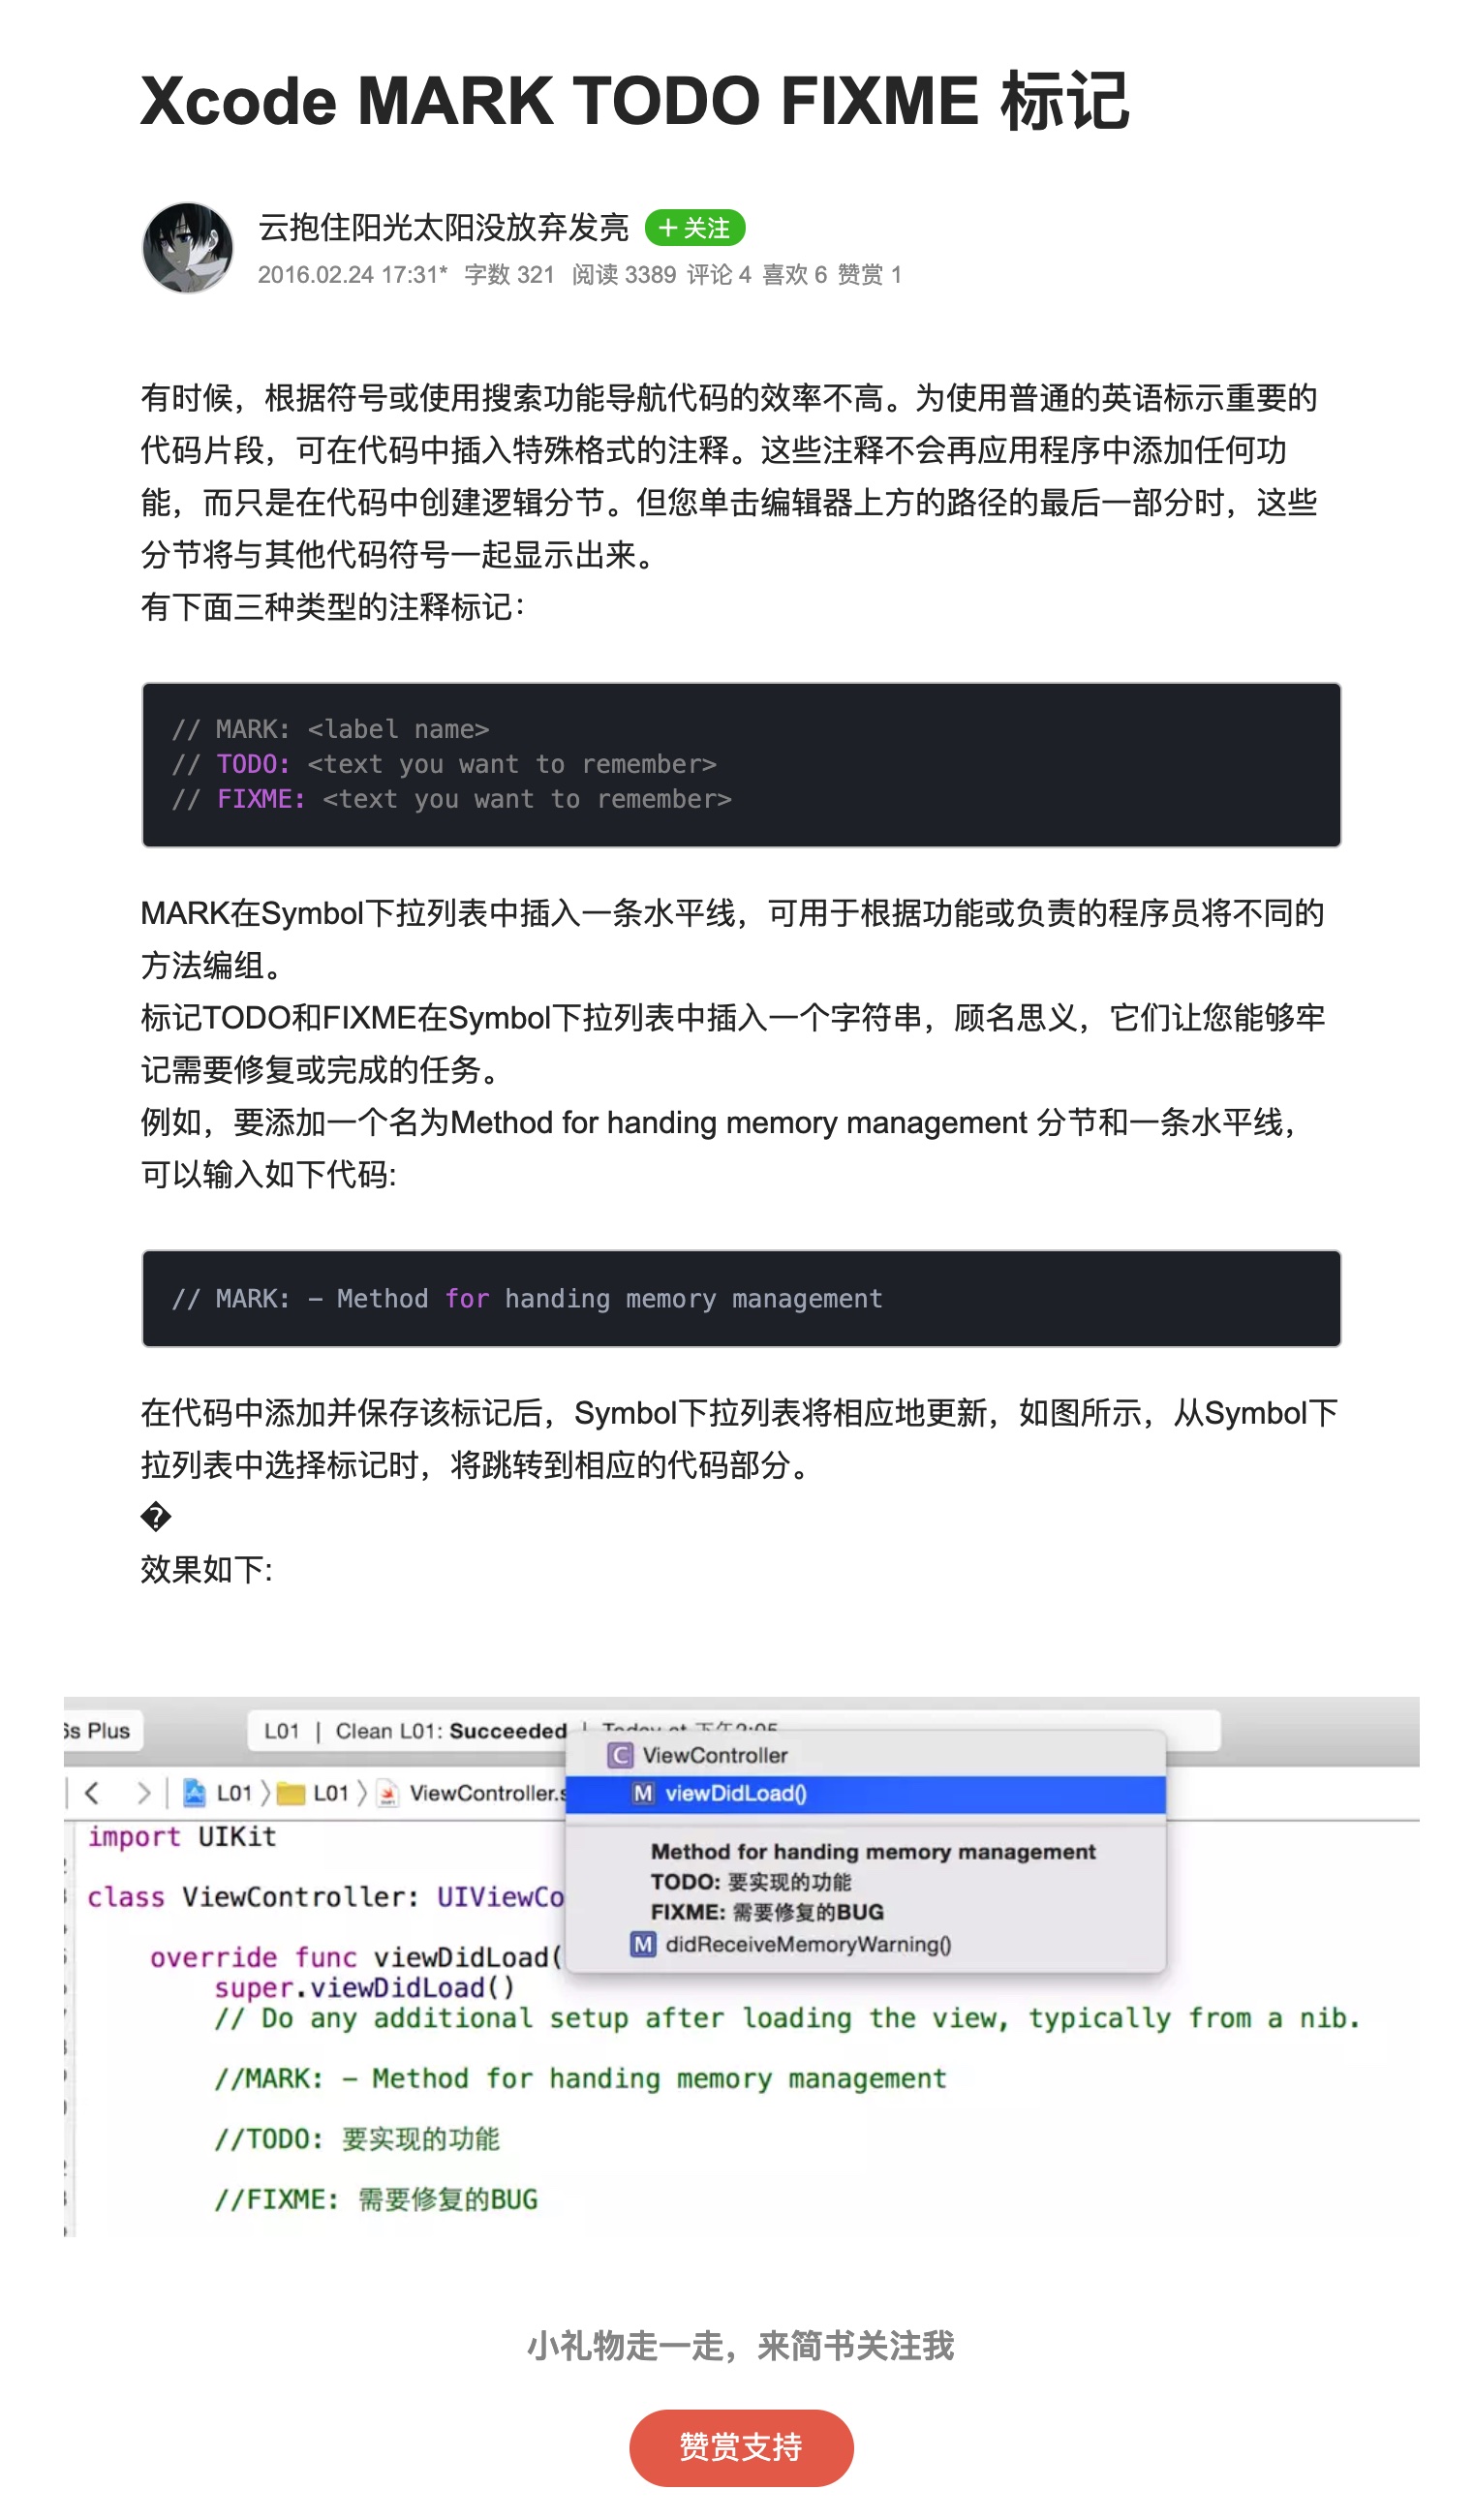 Xcode MARK TODO FIXME 标记
云抱住阳光太阳没放弃发亮 +关注
2016.02.24 17:31* 字数 321 阅读 3389 评论 4 喜欢 6 赞赏 1
有时候，根据符号或使用搜索功能导航代码的效率不高。为使用普通的英语标示重要的
代码片段，可在代码中插入特殊格式的注释。这些注释不会再应用程序中添加任何功
能，而只是在代码中创建逻辑分节。但您单击编辑器上方的路径的最后一部分时，这些
分节将与其他代码符号一起显示出来。
有下面三种类型的注释标记：
// MARK: <label name>
// TODO: <text you want to remember>
// FIXME: <text you want to remember>
MARK在Symbol下拉列表中插入一条水平线，可用于根据功能或负责的程序员将不同的
方法编组。
标记TODO和FIXME在Symbol下拉列表中插入一个字符串，顾名思义，它们让您能够牢
记需要修复或完成的任务。
例如，要添加一个名为Method for handing memory management 分节和一条水平线，
可以输入如下代码:
// MARK: - Method for handing memory management
在代码中添加并保存该标记后，Symbol下拉列表将相应地更新，如图所示，从Symbol下
拉列表中选择标记时，将跳转到相应的代码部分。
�
效果如下:
6s Plus L01 | Clean L01: Succeeded | Today at 下午2:05
ViewController
L01 L01 ViewController.s
M viewDidLoad()
import UIKit
Method for handing memory management
TODO: 要实现的功能
class ViewController: UIViewCo
FIXME: 需要修复的BUG
M didReceiveMemoryWarning()
override func viewDidLoad(
super.viewDidLoad()
// Do any additional setup after loading the view, typically from a nib.
//MARK: - Method for handing memory management
//TODO: 要实现的功能
//FIXME: 需要修复的BUG
小礼物走一走，来简书关注我
赞赏支持